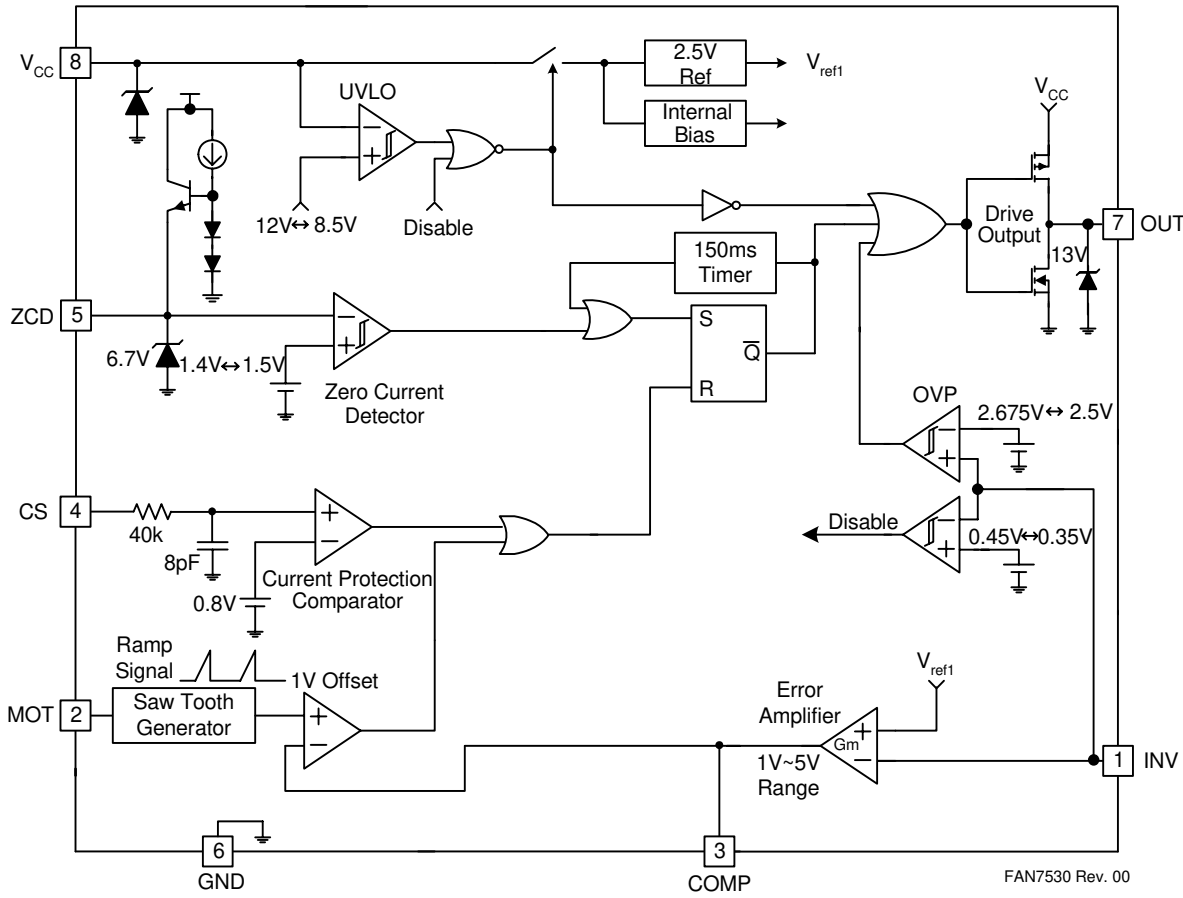 V_CC 8
2.5V
Ref
V_ref1
UVLO
Internal
Bias
V_CC
−
+
12V↔8.5V
Disable
Drive
Output
7 OUT
150ms
Timer
13V
ZCD 5
−
+
S
Q̅
R
6.7V
1.4V↔1.5V
Zero Current
Detector
OVP
2.675V↔2.5V
−
+
CS 4
40k
8pF
+
−
Disable
−
+
0.45V↔0.35V
Current Protection
Comparator
0.8V
Ramp
Signal
1V Offset
V_ref1
MOT 2
Saw Tooth
Generator
+
−
Error
Amplifier
Gm
+
−
1V~5V
Range
1 INV
6
GND
3
COMP
FAN7530 Rev. 00